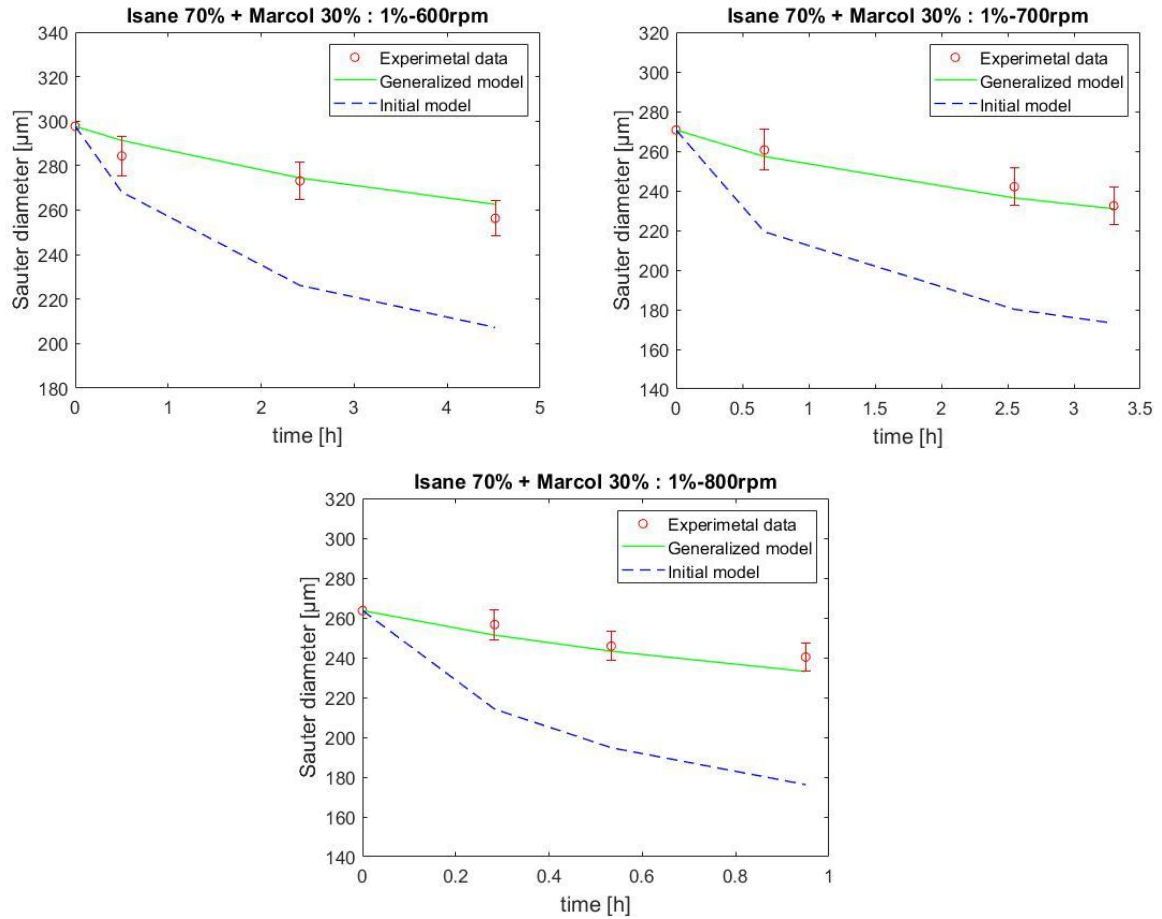 Isane 70% + Marcol 30% : 1%-600rpm
340
320
300
280
260
240
220
200
180
Sauter diameter [µm]
Experimetal data
Generalized model
Initial model
0
1
2
3
4
5
time [h]
Isane 70% + Marcol 30% : 1%-700rpm
320
300
280
260
240
220
200
180
160
140
Sauter diameter [µm]
Experimetal data
Generalized model
Initial model
0
0.5
1
1.5
2
2.5
3
3.5
time [h]
Isane 70% + Marcol 30% : 1%-800rpm
320
300
280
260
240
220
200
180
160
140
Sauter diameter [µm]
Experimetal data
Generalized model
Initial model
0
0.2
0.4
0.6
0.8
1
time [h]